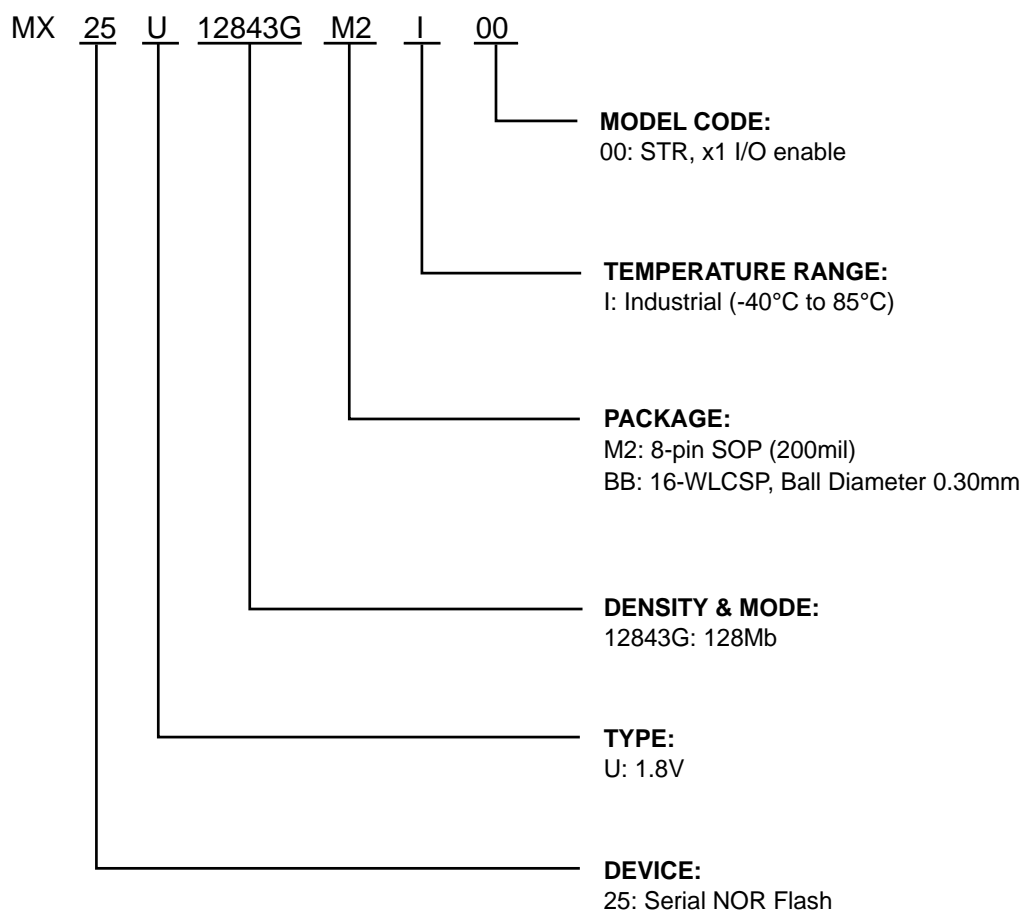 MX 25 U 12843G M2 I 00
MODEL CODE:
00: STR, x1 I/O enable
TEMPERATURE RANGE:
I: Industrial (-40°C to 85°C)
PACKAGE:
M2: 8-pin SOP (200mil)
BB: 16-WLCSP, Ball Diameter 0.30mm
DENSITY & MODE:
12843G: 128Mb
TYPE:
U: 1.8V
DEVICE:
25: Serial NOR Flash